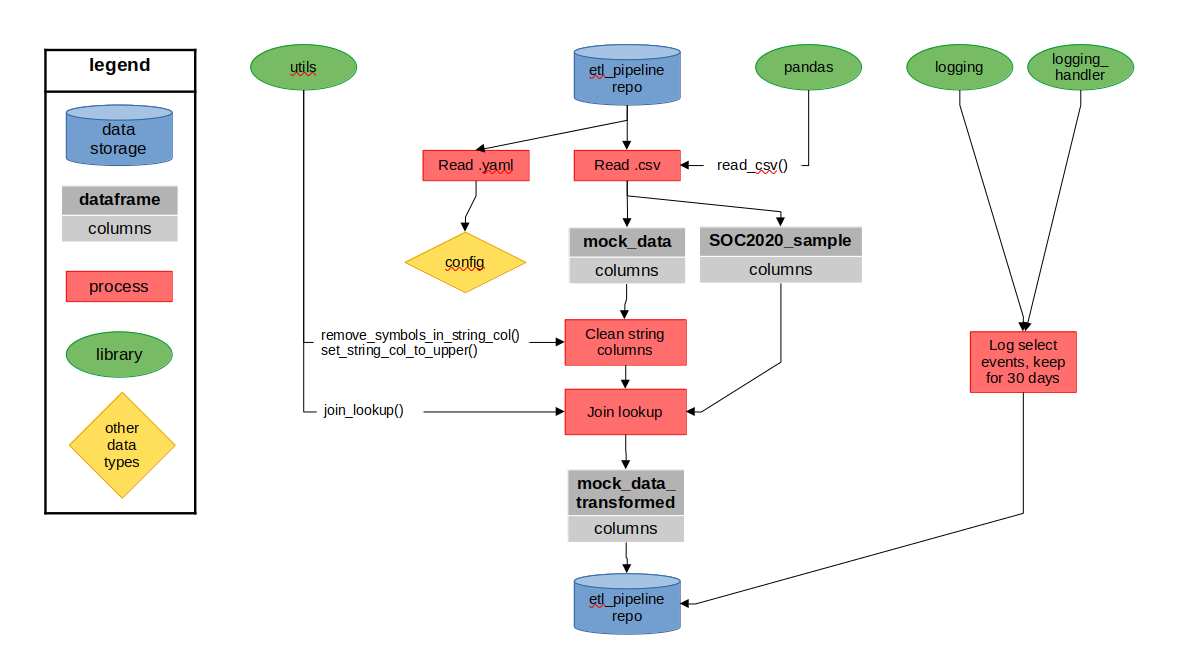 legend
data
storage
dataframe
columns
process
library
other
data
types
utils
etl_pipeline
repo
pandas
logging
logging_
handler
Read .yaml
Read .csv
read_csv()
config
mock_data
columns
SOC2020_sample
columns
remove_symbols_in_string_col()
set_string_col_to_upper()
Clean string
columns
Log select
events, keep
for 30 days
join_lookup()
Join lookup
mock_data_
transformed
columns
etl_pipeline
repo